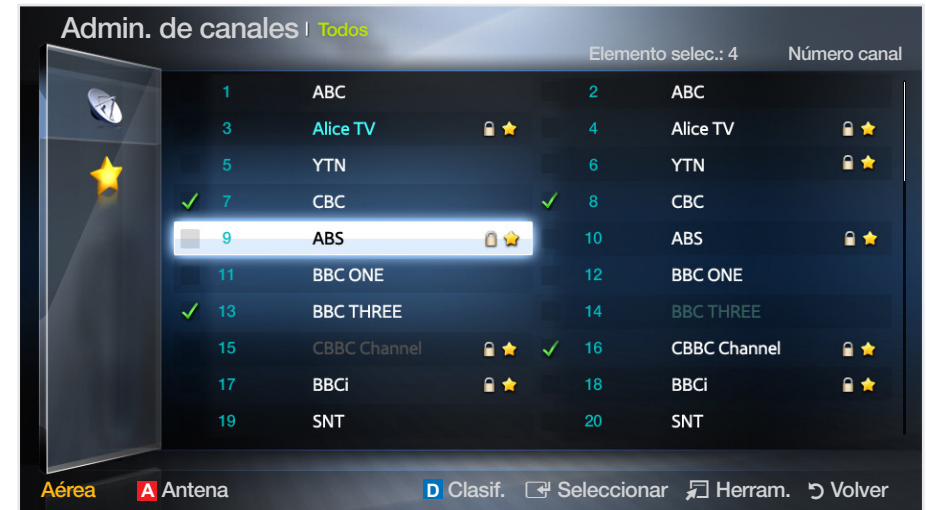 Admin. de canales | Todos
Elemento selec.: 4 Número canal
1 ABC 2 ABC
3 Alice TV 4 Alice TV
5 YTN 6 YTN
7 CBC 8 CBC
9 ABS 10 ABS
11 BBC ONE 12 BBC ONE
13 BBC THREE 14 BBC THREE
15 CBBC Channel 16 CBBC Channel
17 BBCi 18 BBCi
19 SNT 20 SNT
Aérea A Antena D Clasif. Seleccionar Herram. Volver